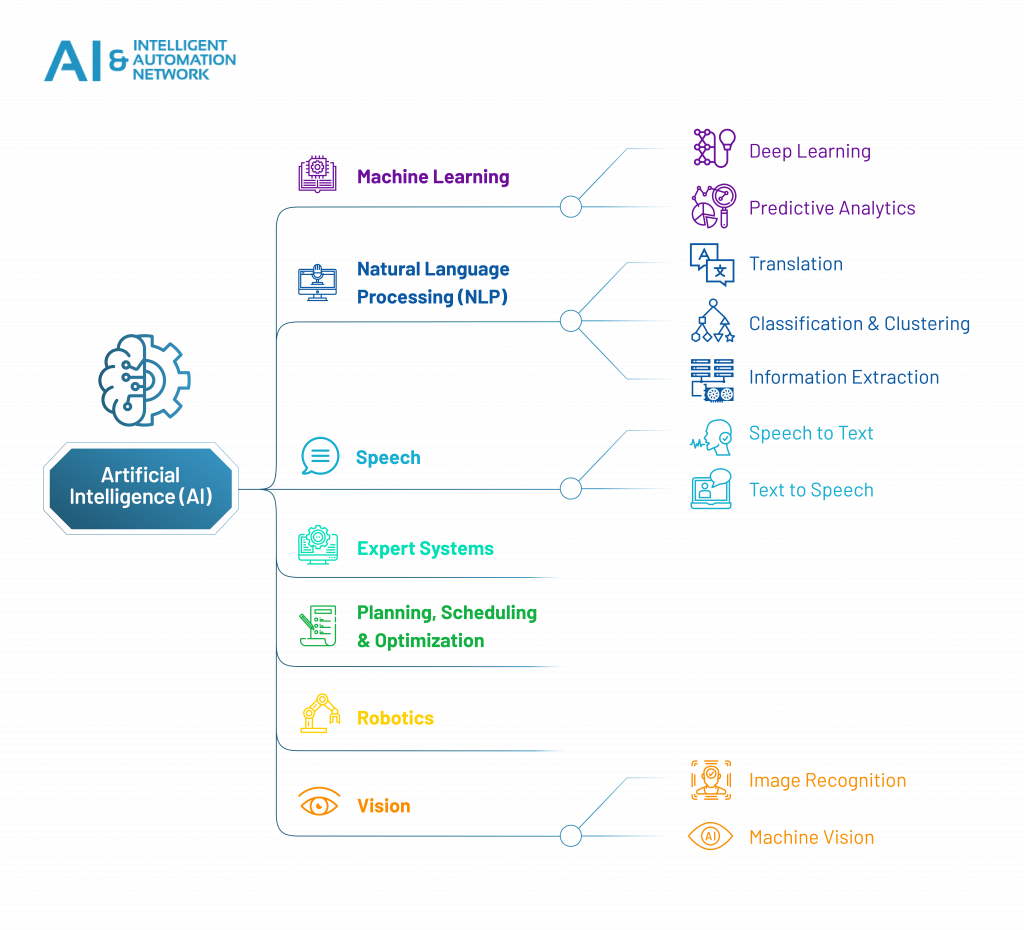 AI & INTELLIGENT
AUTOMATION
NETWORK
Machine Learning
Deep Learning
Predictive Analytics
Natural Language
Processing (NLP)
A
文
Translation
Classification & Clustering
Information Extraction
Artificial
Intelligence (AI)
Speech
Speech to Text
Text to Speech
Expert Systems
Planning, Scheduling
& Optimization
Robotics
Vision
Image Recognition
AI
Machine Vision